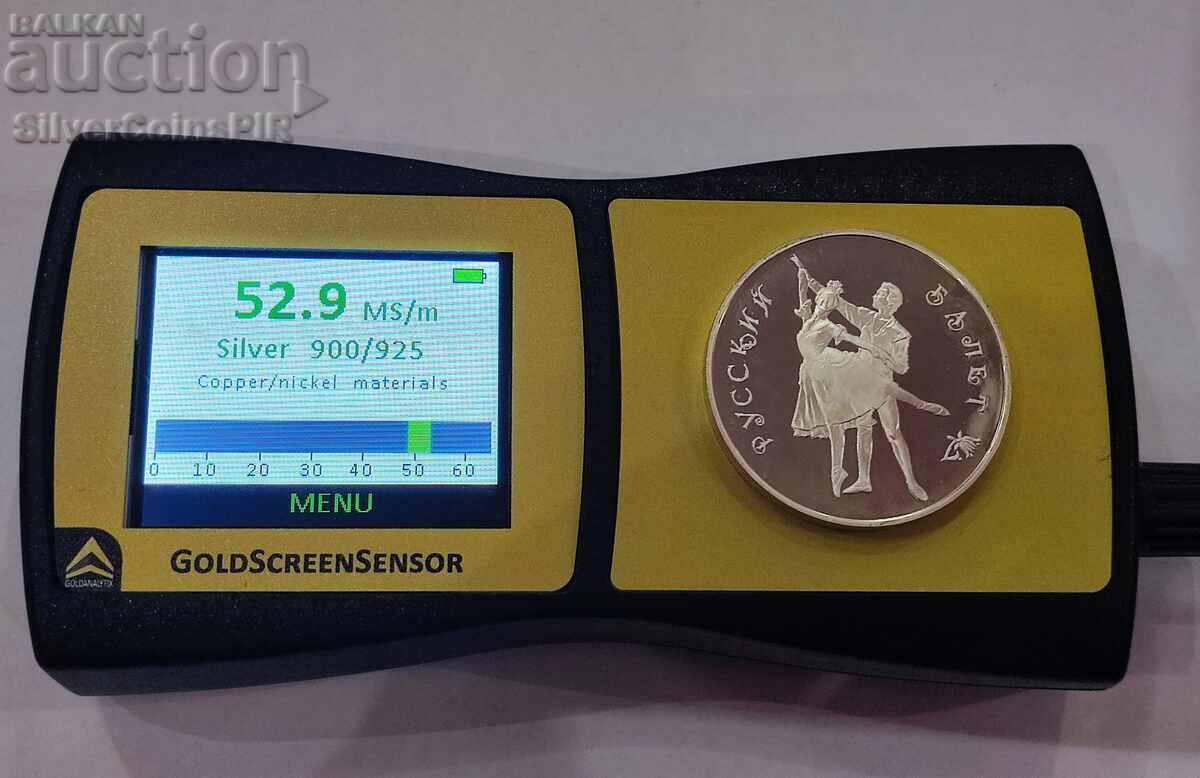 BALKAN
auction
SilverCoinsPIR
52.9 MS/m
Silver 900/925
Copper/nickel materials
0 10 20 30 40 50 60
MENU
GOLDANALYTIX
GOLDSCREENSENSOR
РУССКИЙ БАЛЕТ